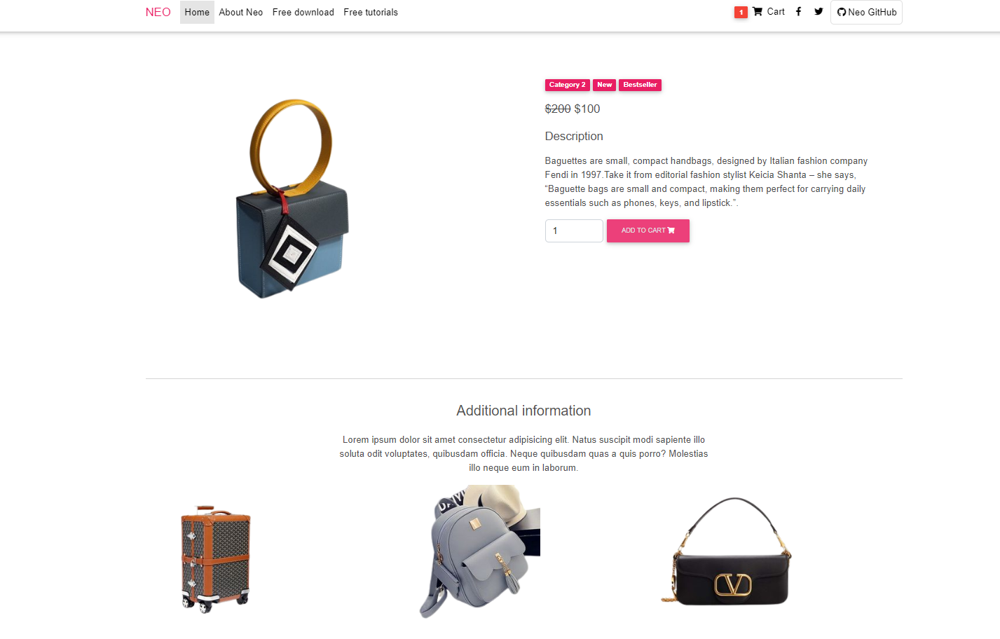 NEO Home About Neo Free download Free tutorials 1 Cart Neo GitHub
Category 2 New Bestseller
$200 $100
Description
Baguettes are small, compact handbags, designed by Italian fashion company
Fendi in 1997.Take it from editorial fashion stylist Keicia Shanta – she says,
“Baguette bags are small and compact, making them perfect for carrying daily
essentials such as phones, keys, and lipstick.”.
1 ADD TO CART
Additional information
Lorem ipsum dolor sit amet consectetur adipisicing elit. Natus suscipit modi sapiente illo
soluta odit voluptates, quibusdam officia. Neque quibusdam quas a quis porro? Molestias
illo neque eum in laborum.
V